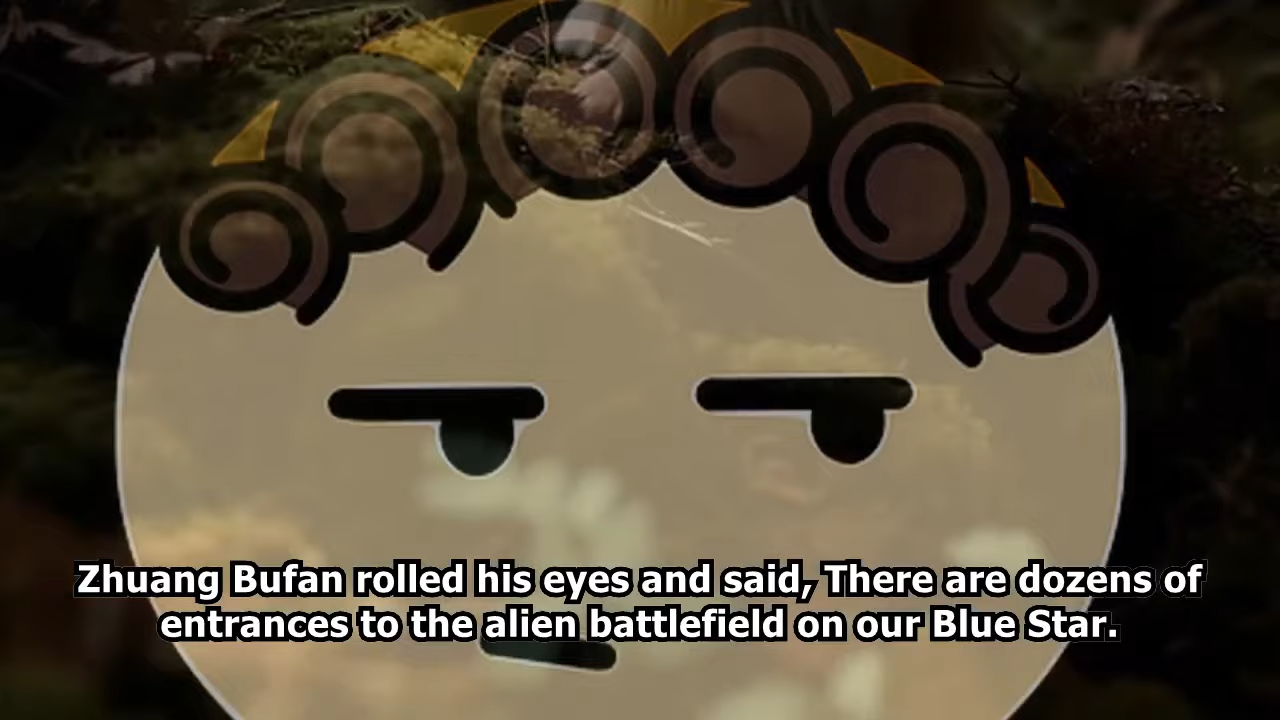 Zhuang Bufan rolled his eyes and said, There are dozens of
entrances to the alien battlefield on our Blue Star.